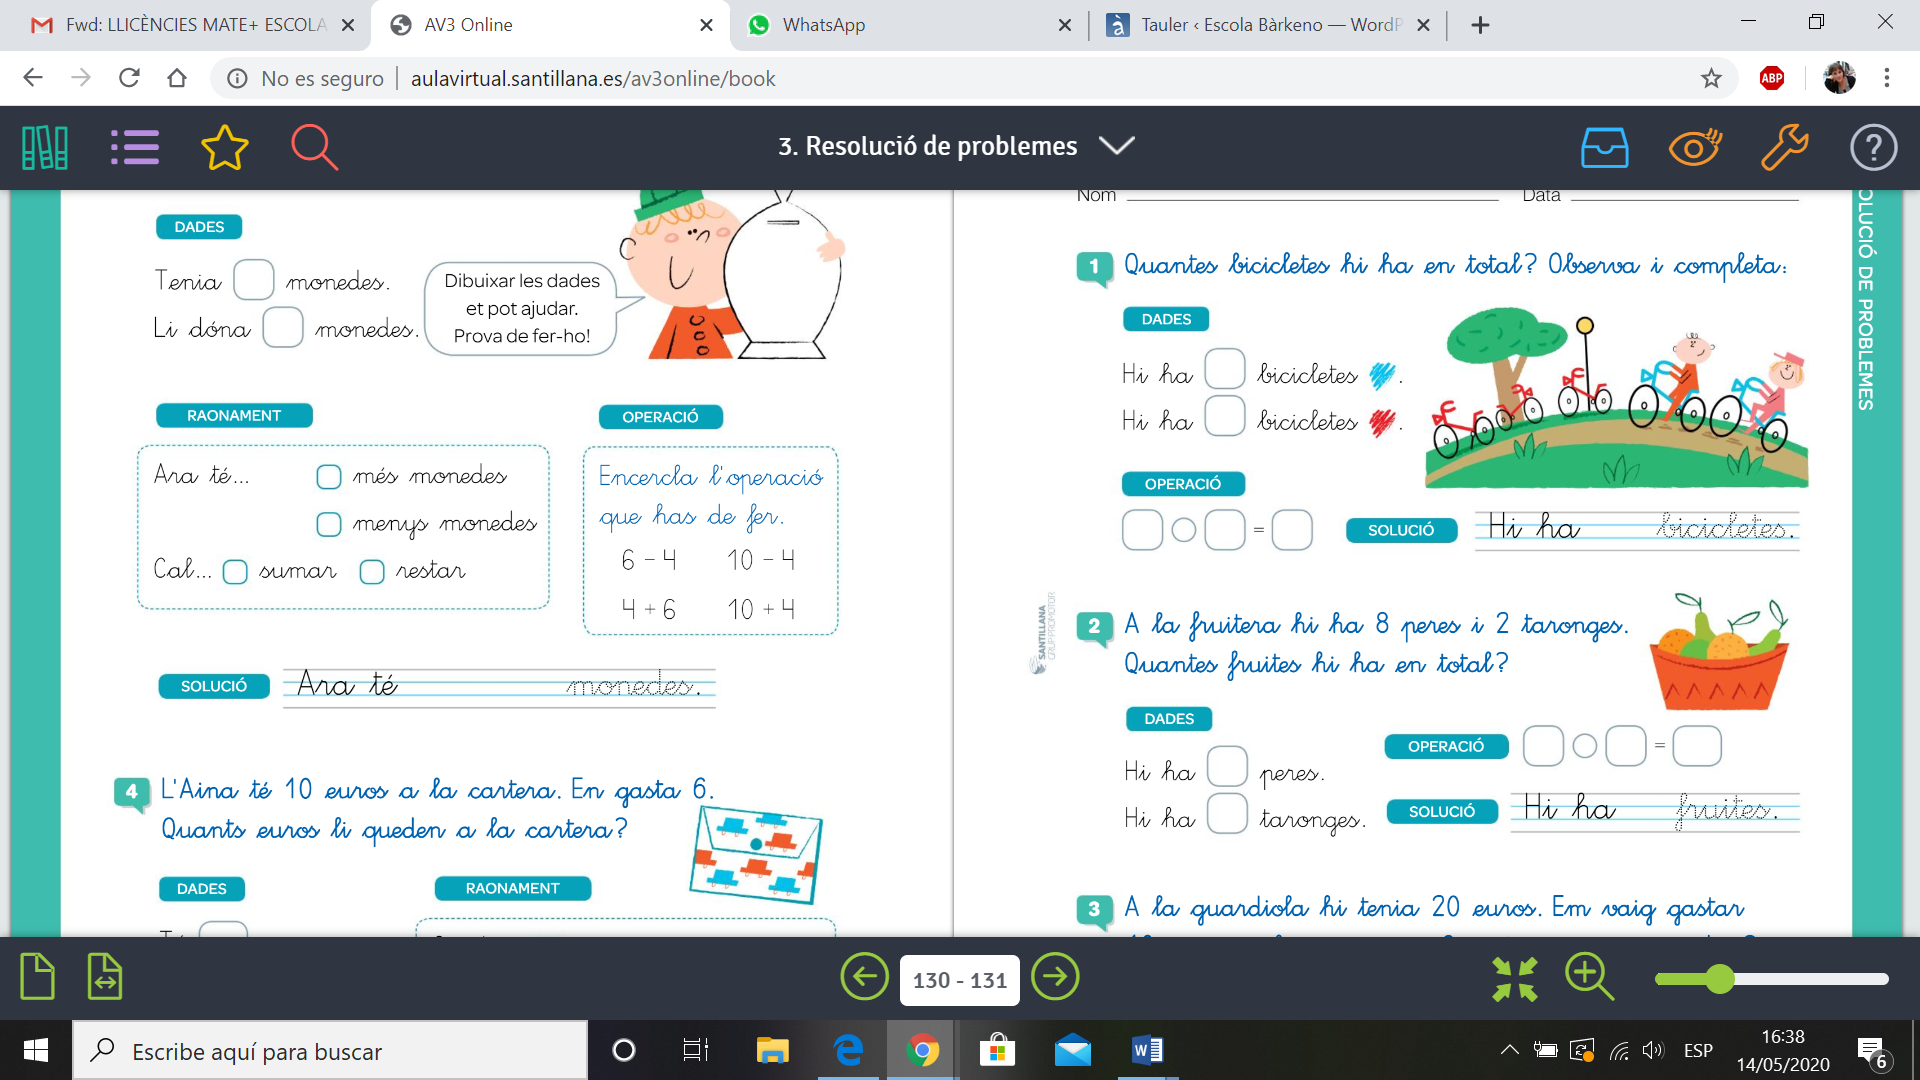 Fwd: LLICÈNCIES MATE+ ESCOLA
AV3 Online
WhatsApp
Tauler ‹ Escola Bàrkeno — WordP
No es seguro
aulavirtual.santillana.es/av3online/book
ABP
3. Resolució de problemes
DADES
Tenia monedes.
Li dóna monedes.
Dibuixar les dades
et pot ajudar.
Prova de fer-ho!
RAONAMENT
Ara té...
més monedes
menys monedes
Cal... sumar restar
OPERACIÓ
Encercla l'operació
que has de fer.
6 - 4 10 - 4
4 + 6 10 + 4
SOLUCIÓ Ara té monedes.
4 L'Aina té 10 euros a la cartera. En gasta 6.
Quants euros li queden a la cartera?
DADES
RAONAMENT
Nom Data
1 Quantes bicicletes hi ha en total? Observa i completa:
DADES
Hi ha bicicletes .
Hi ha bicicletes .
OPERACIÓ
=
SOLUCIÓ Hi ha bicicletes.
SANTILLANA
GRUP PROMOTOR
2 A la fruitera hi ha 8 peres i 2 taronges.
Quantes fruites hi ha en total?
DADES
Hi ha peres.
Hi ha taronges.
OPERACIÓ =
SOLUCIÓ Hi ha fruites.
3 A la guardiola hi tenia 20 euros. Em vaig gastar
OLUCIÓ DE PROBLEMES
130 - 131
Escribe aquí para buscar
ESP
16:38
14/05/2020
6